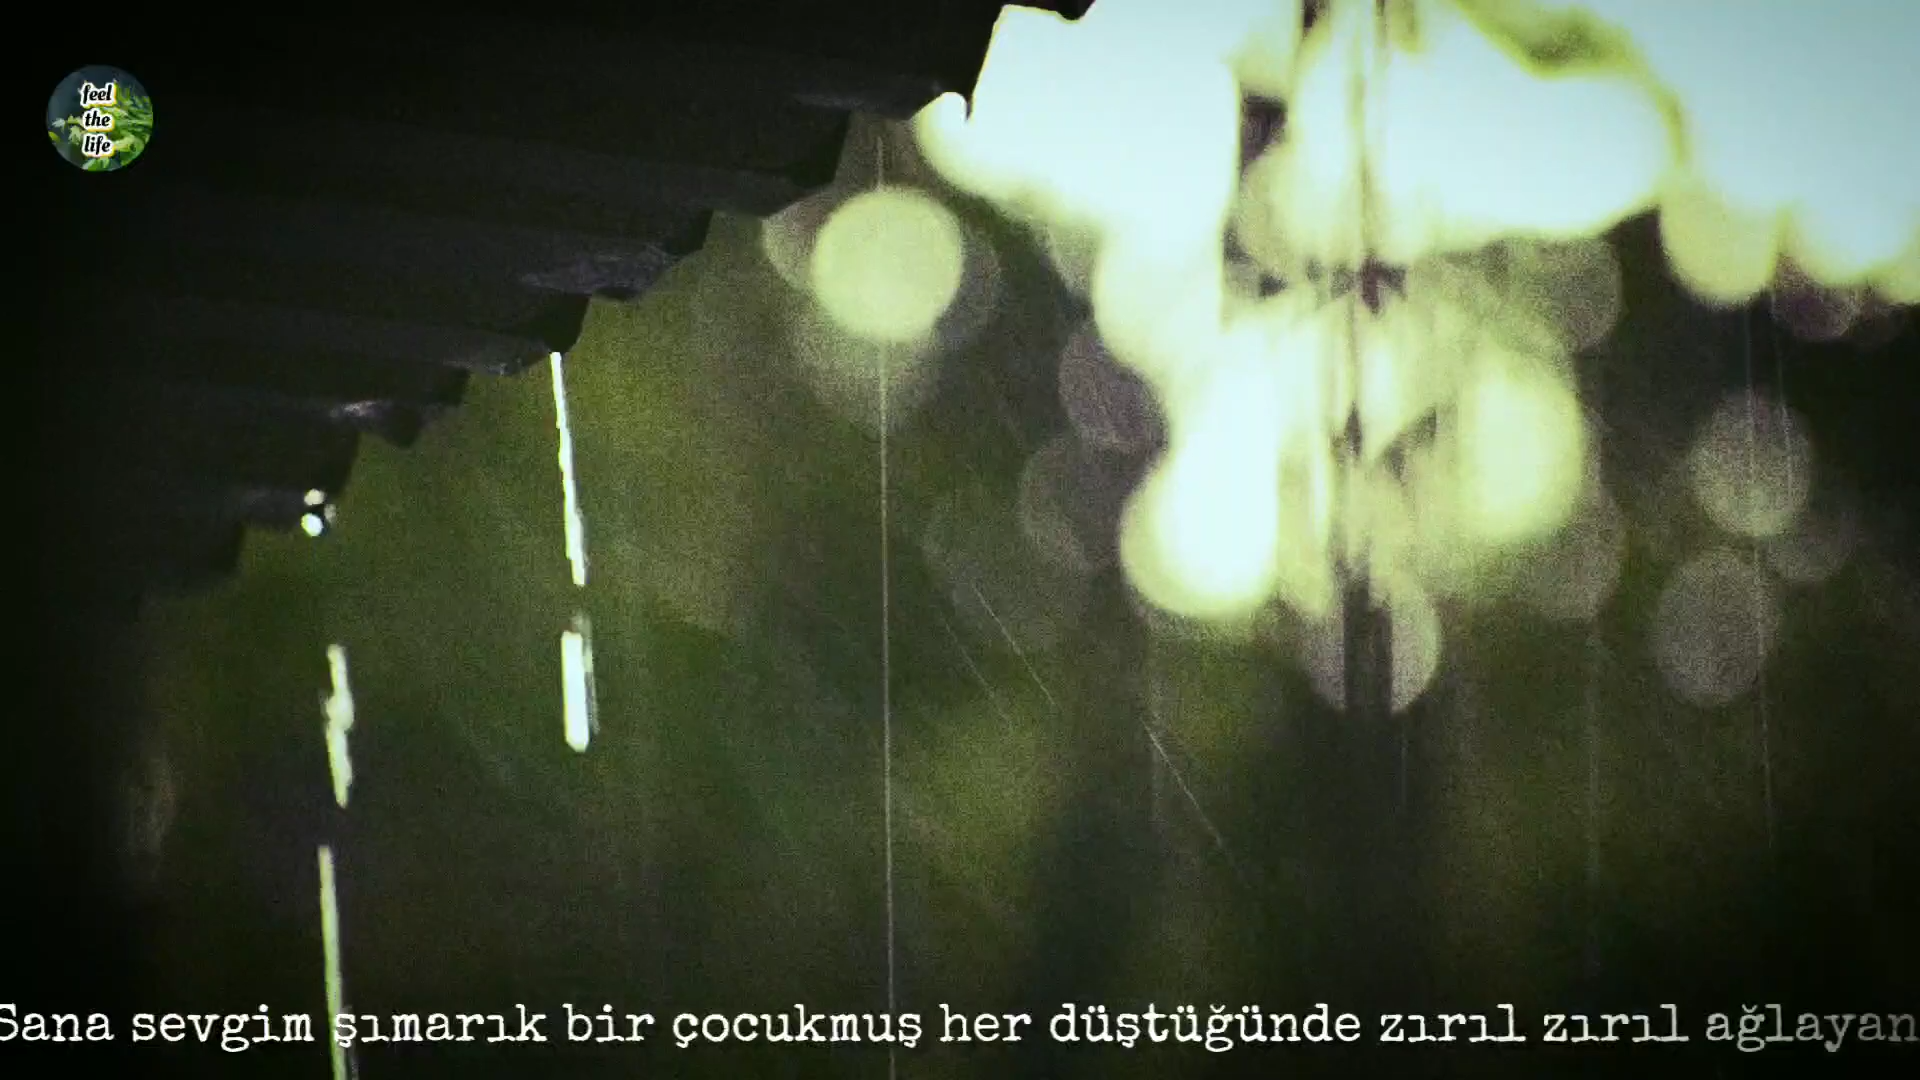 feel
the
life
Sana sevgim şımarık bir çocukmuş her düştüğünde zırıl zırıl ağlayan